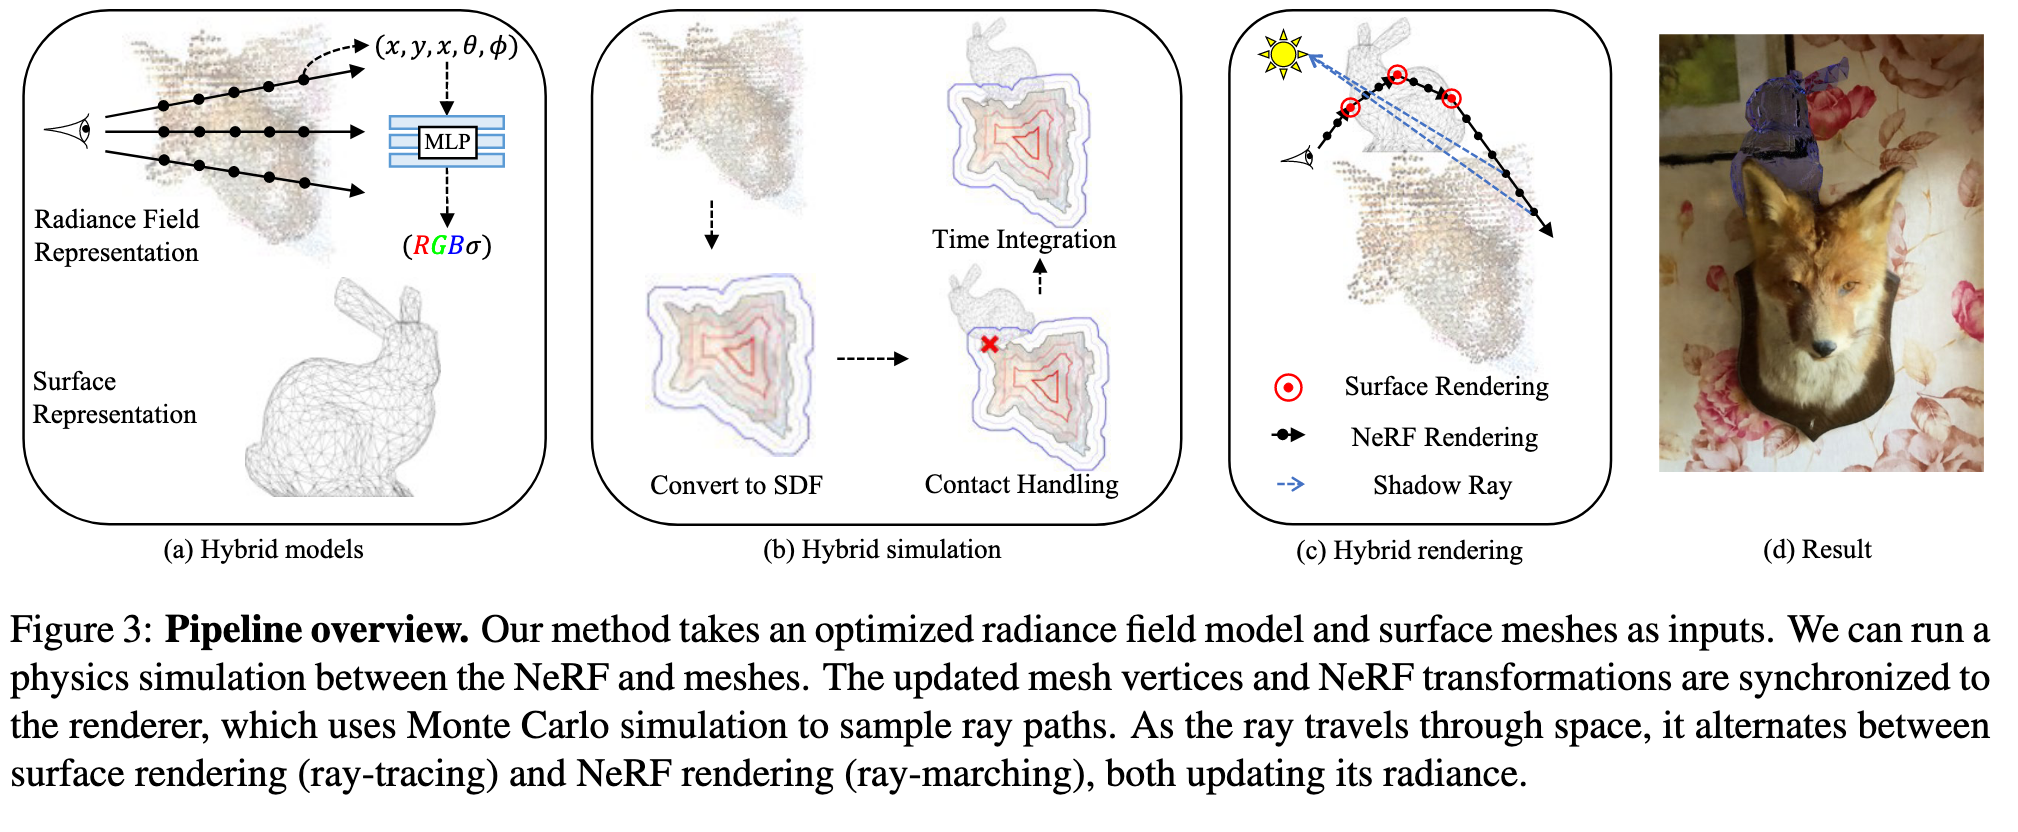 (x, y, x, θ, ϕ)
MLP
(RGBσ)
Radiance Field
Representation
Surface
Representation
(a) Hybrid models
Time Integration
Convert to SDF
Contact Handling
(b) Hybrid simulation
Surface Rendering
NeRF Rendering
Shadow Ray
(c) Hybrid rendering
(d) Result
Figure 3: Pipeline overview. Our method takes an optimized radiance field model and surface meshes as inputs. We can run a
physics simulation between the NeRF and meshes. The updated mesh vertices and NeRF transformations are synchronized to
the renderer, which uses Monte Carlo simulation to sample ray paths. As the ray travels through space, it alternates between
surface rendering (ray-tracing) and NeRF rendering (ray-marching), both updating its radiance.